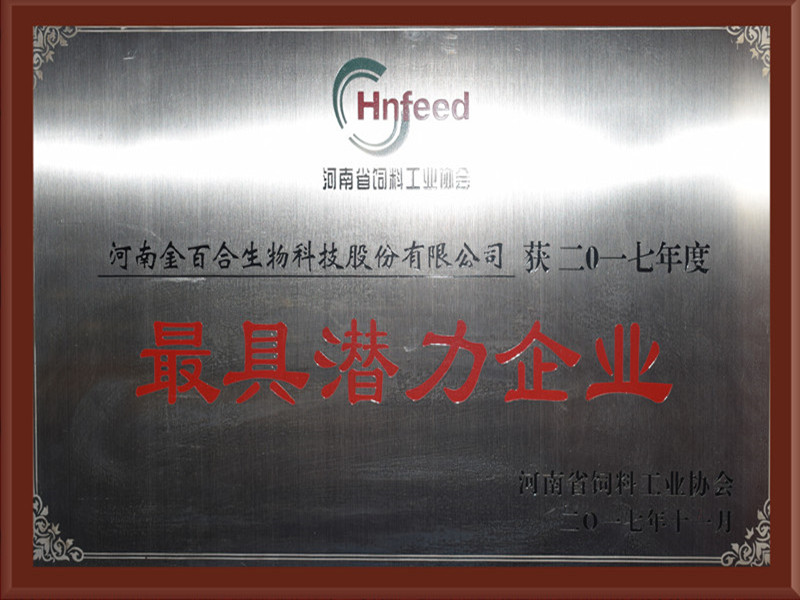 Hnfeed
河南省饲料工业协会
河南金百合生物科技股份有限公司 获 二〇一七年度
最具潜力企业
河南省饲料工业协会
二〇一七年十一月